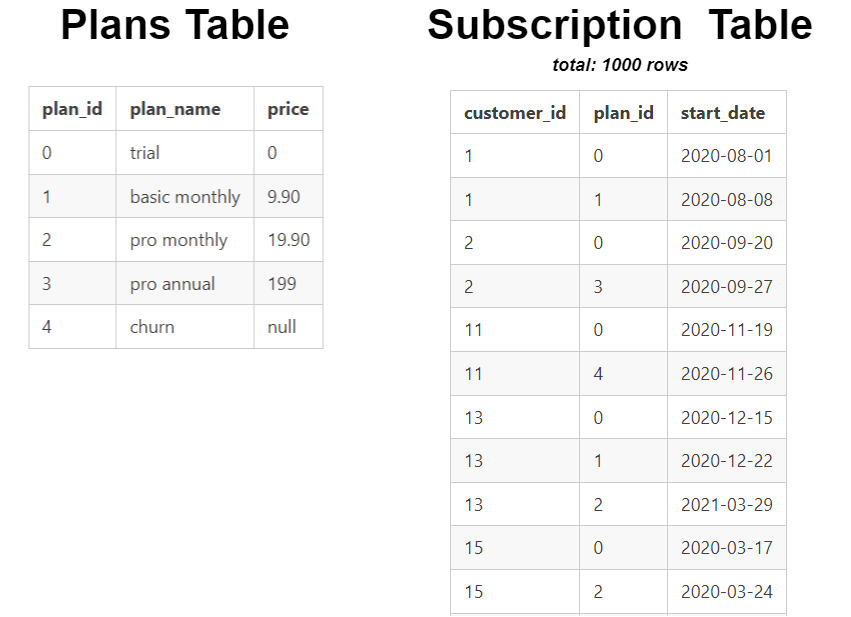 Plans Table
plan_id plan_name price
0 trial 0
1 basic monthly 9.90
2 pro monthly 19.90
3 pro annual 199
4 churn null
Subscription Table
total: 1000 rows
customer_id plan_id start_date
1 0 2020-08-01
1 1 2020-08-08
2 0 2020-09-20
2 3 2020-09-27
11 0 2020-11-19
11 4 2020-11-26
13 0 2020-12-15
13 1 2020-12-22
13 2 2021-03-29
15 0 2020-03-17
15 2 2020-03-24